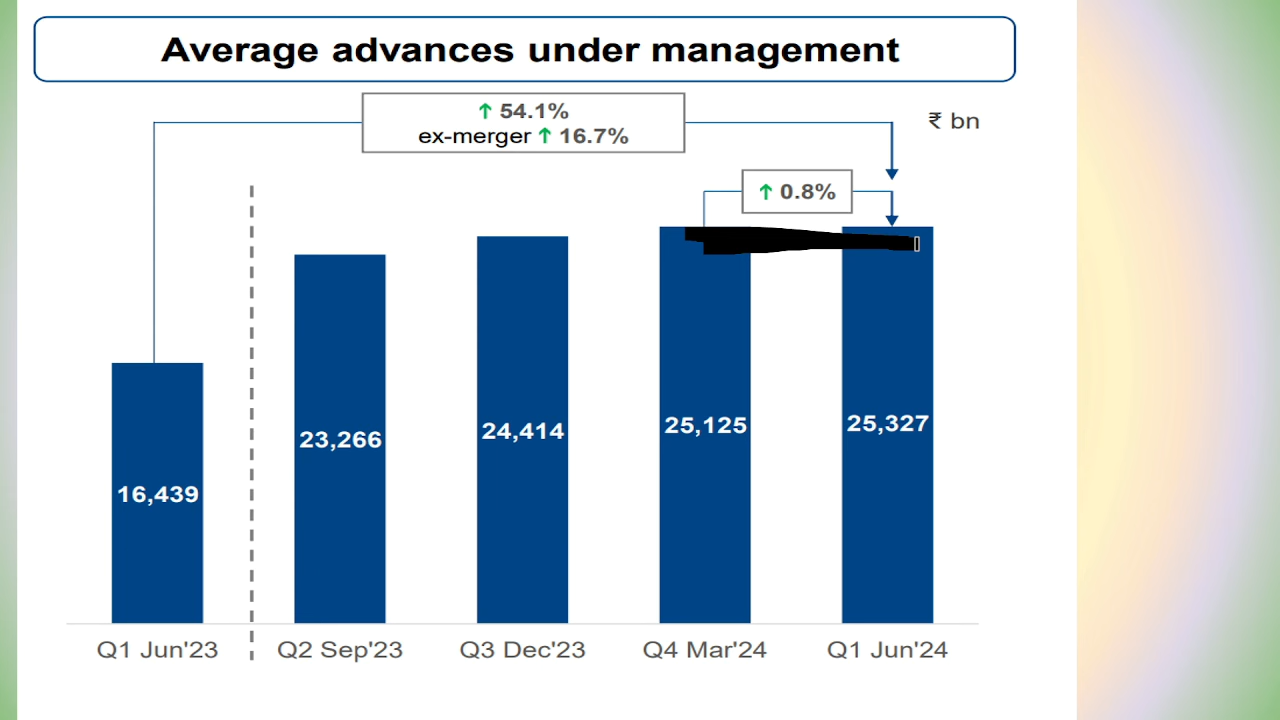 Average advances under management
↑ 54.1%
ex-merger ↑ 16.7%
₹ bn
↑ 0.8%
16,439
23,266
24,414
25,125
25,327
Q1 Jun'23
Q2 Sep'23
Q3 Dec'23
Q4 Mar'24
Q1 Jun'24